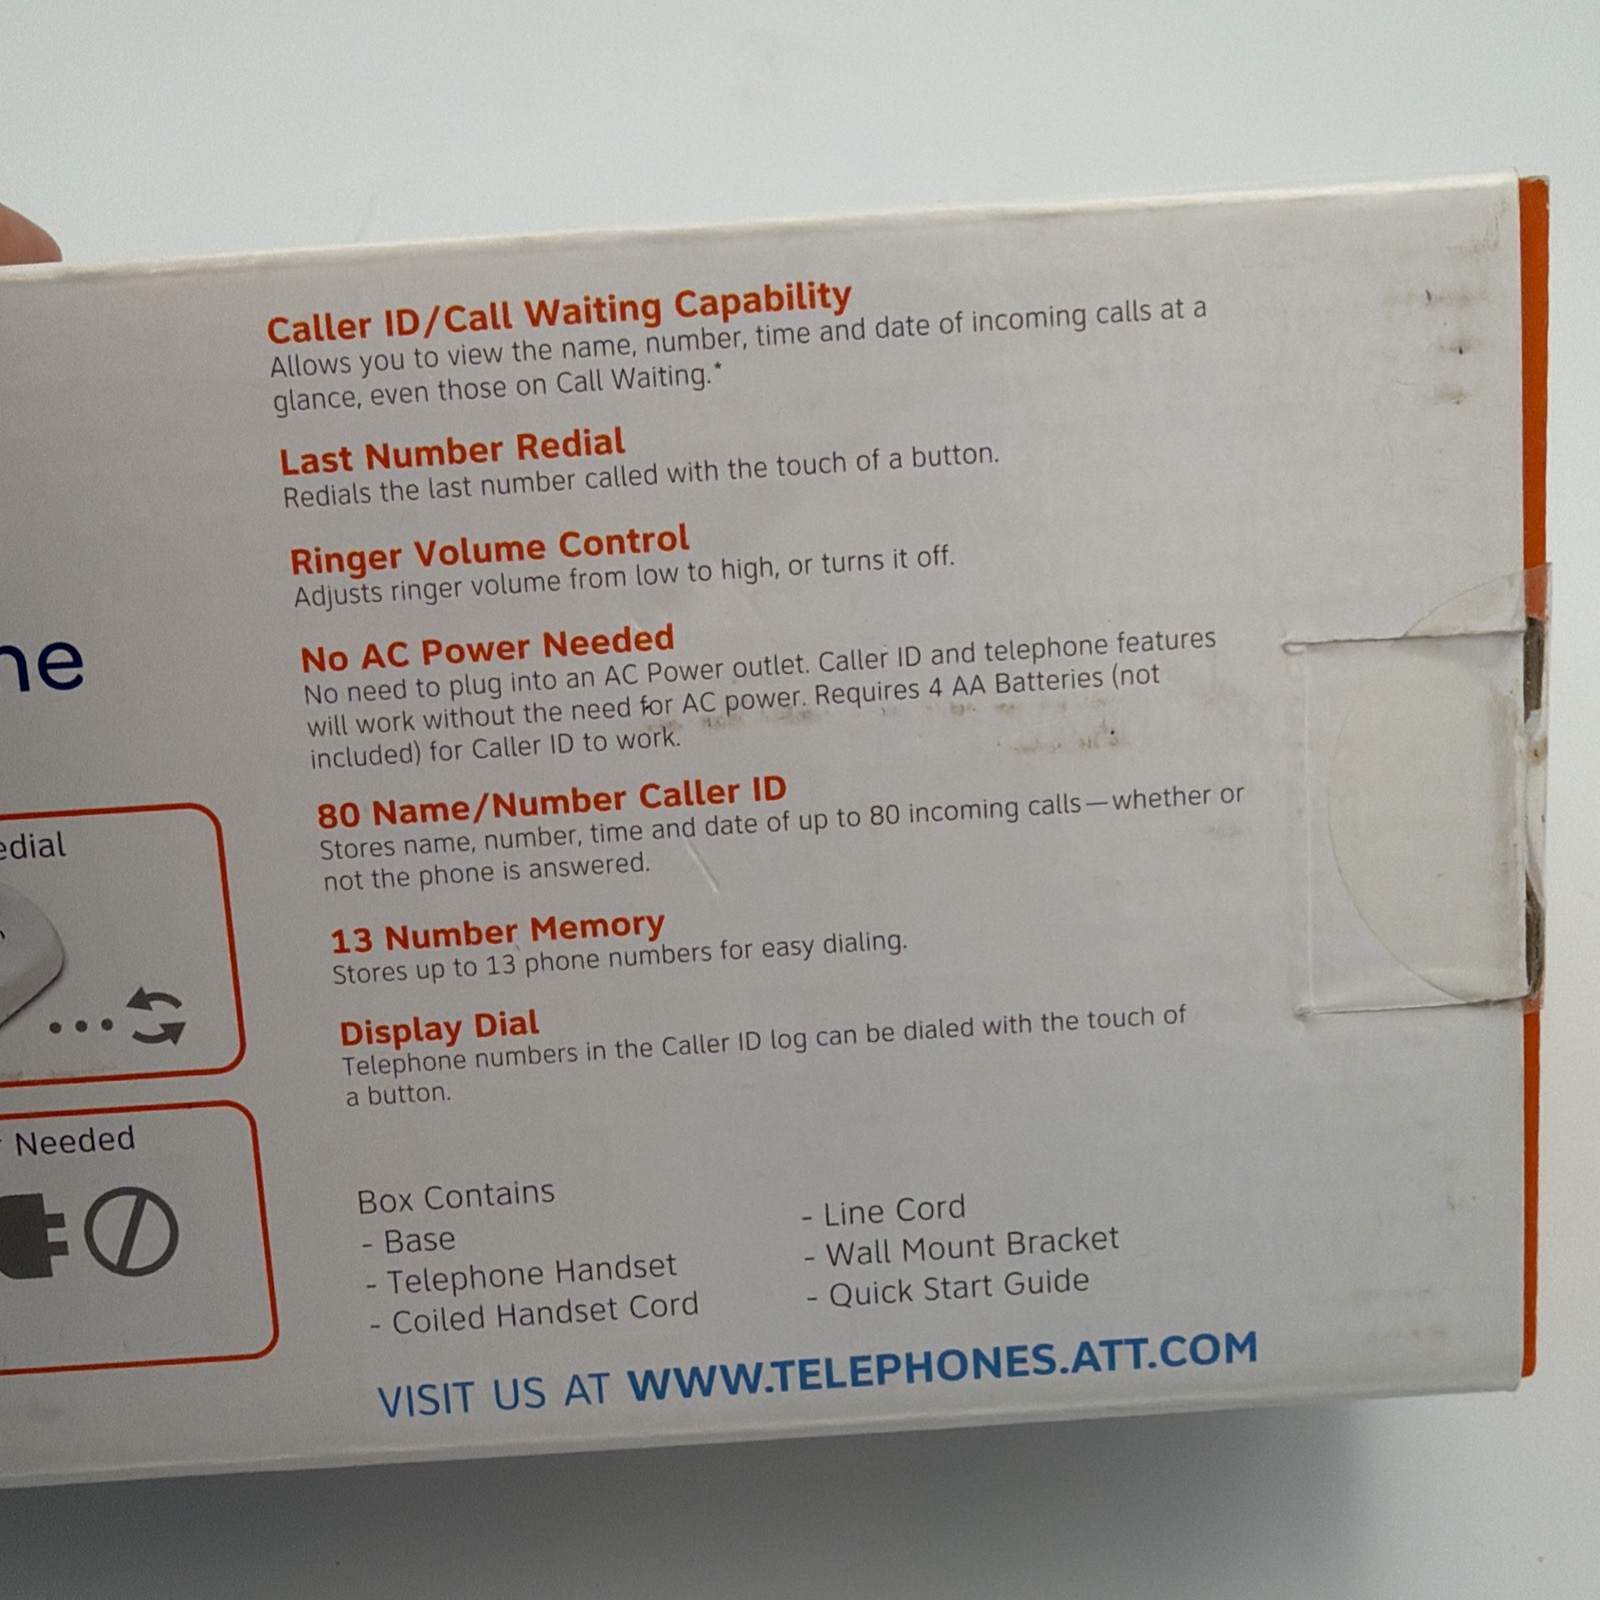 Caller ID/Call Waiting Capability
Allows you to view the name, number, time and date of incoming calls at a
glance, even those on Call Waiting.*
Last Number Redial
Redials the last number called with the touch of a button.
Ringer Volume Control
Adjusts ringer volume from low to high, or turns it off.
No AC Power Needed
No need to plug into an AC Power outlet. Caller ID and telephone features
will work without the need for AC power. Requires 4 AA Batteries (not
included) for Caller ID to work.
80 Name/Number Caller ID
Stores name, number, time and date of up to 80 incoming calls—whether or
not the phone is answered.
13 Number Memory
Stores up to 13 phone numbers for easy dialing.
Display Dial
Telephone numbers in the Caller ID log can be dialed with the touch of
a button.
Needed
Box Contains
- Base
- Telephone Handset
- Coiled Handset Cord
- Line Cord
- Wall Mount Bracket
- Quick Start Guide
VISIT US AT WWW.TELEPHONES.ATT.COM